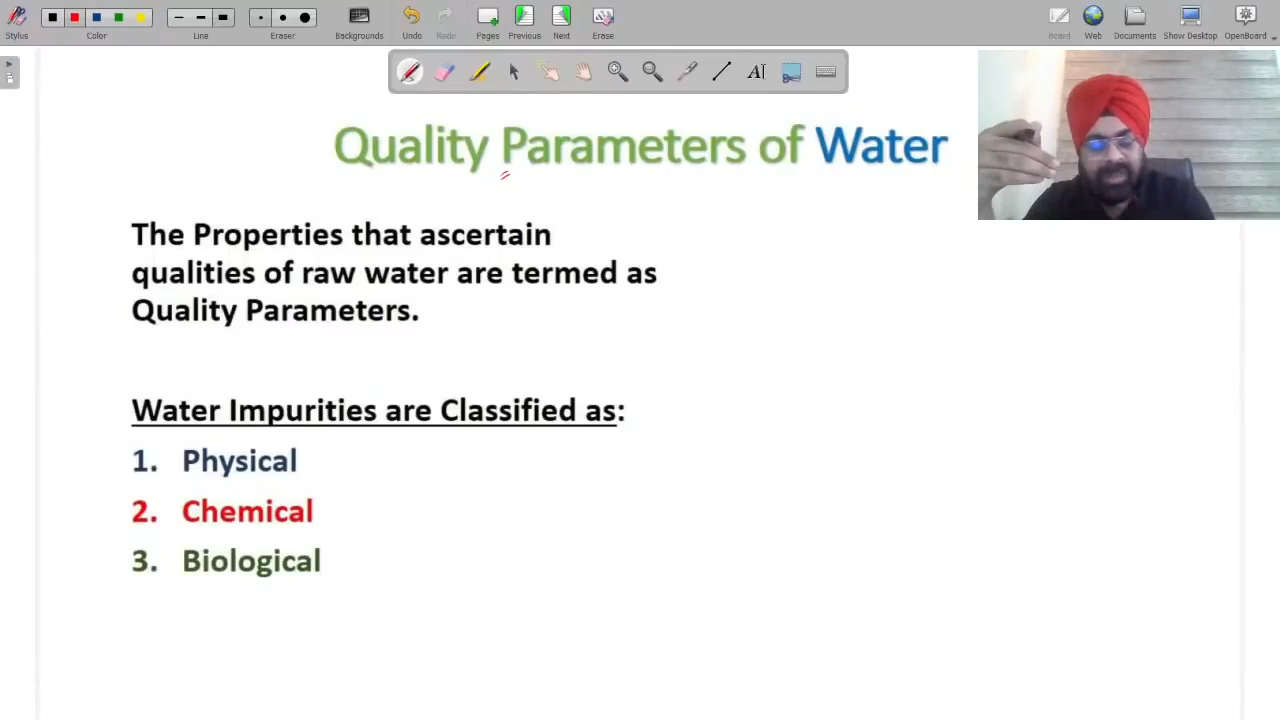 Stylus Color Line Eraser Backgrounds Undo Redo Pages Previous Next Erase Board Web Documents Show Desktop OpenBoard
Quality Parameters of Water
The Properties that ascertain
qualities of raw water are termed as
Quality Parameters.
Water Impurities are Classified as:
1. Physical
2. Chemical
3. Biological